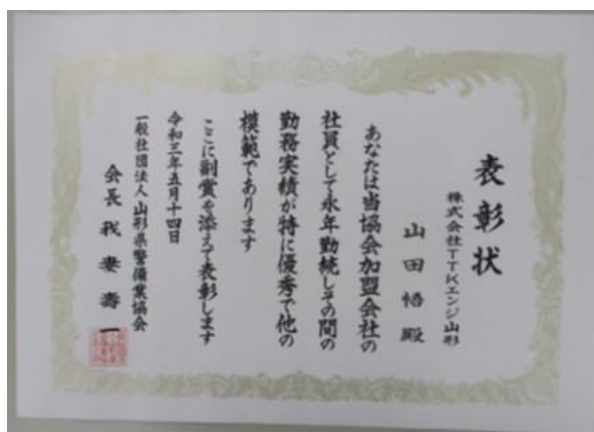 表彰状
株式会社TTKエンジ山形
山田悟殿
あなたは当協会加盟会社の
社員として永年勤続しその間の
勤務実績が特に優秀で他の
模範であります
ここに副賞を添えて表彰します
令和三年五月十四日
一般社団法人山形県警備業協会
会長我妻壽一